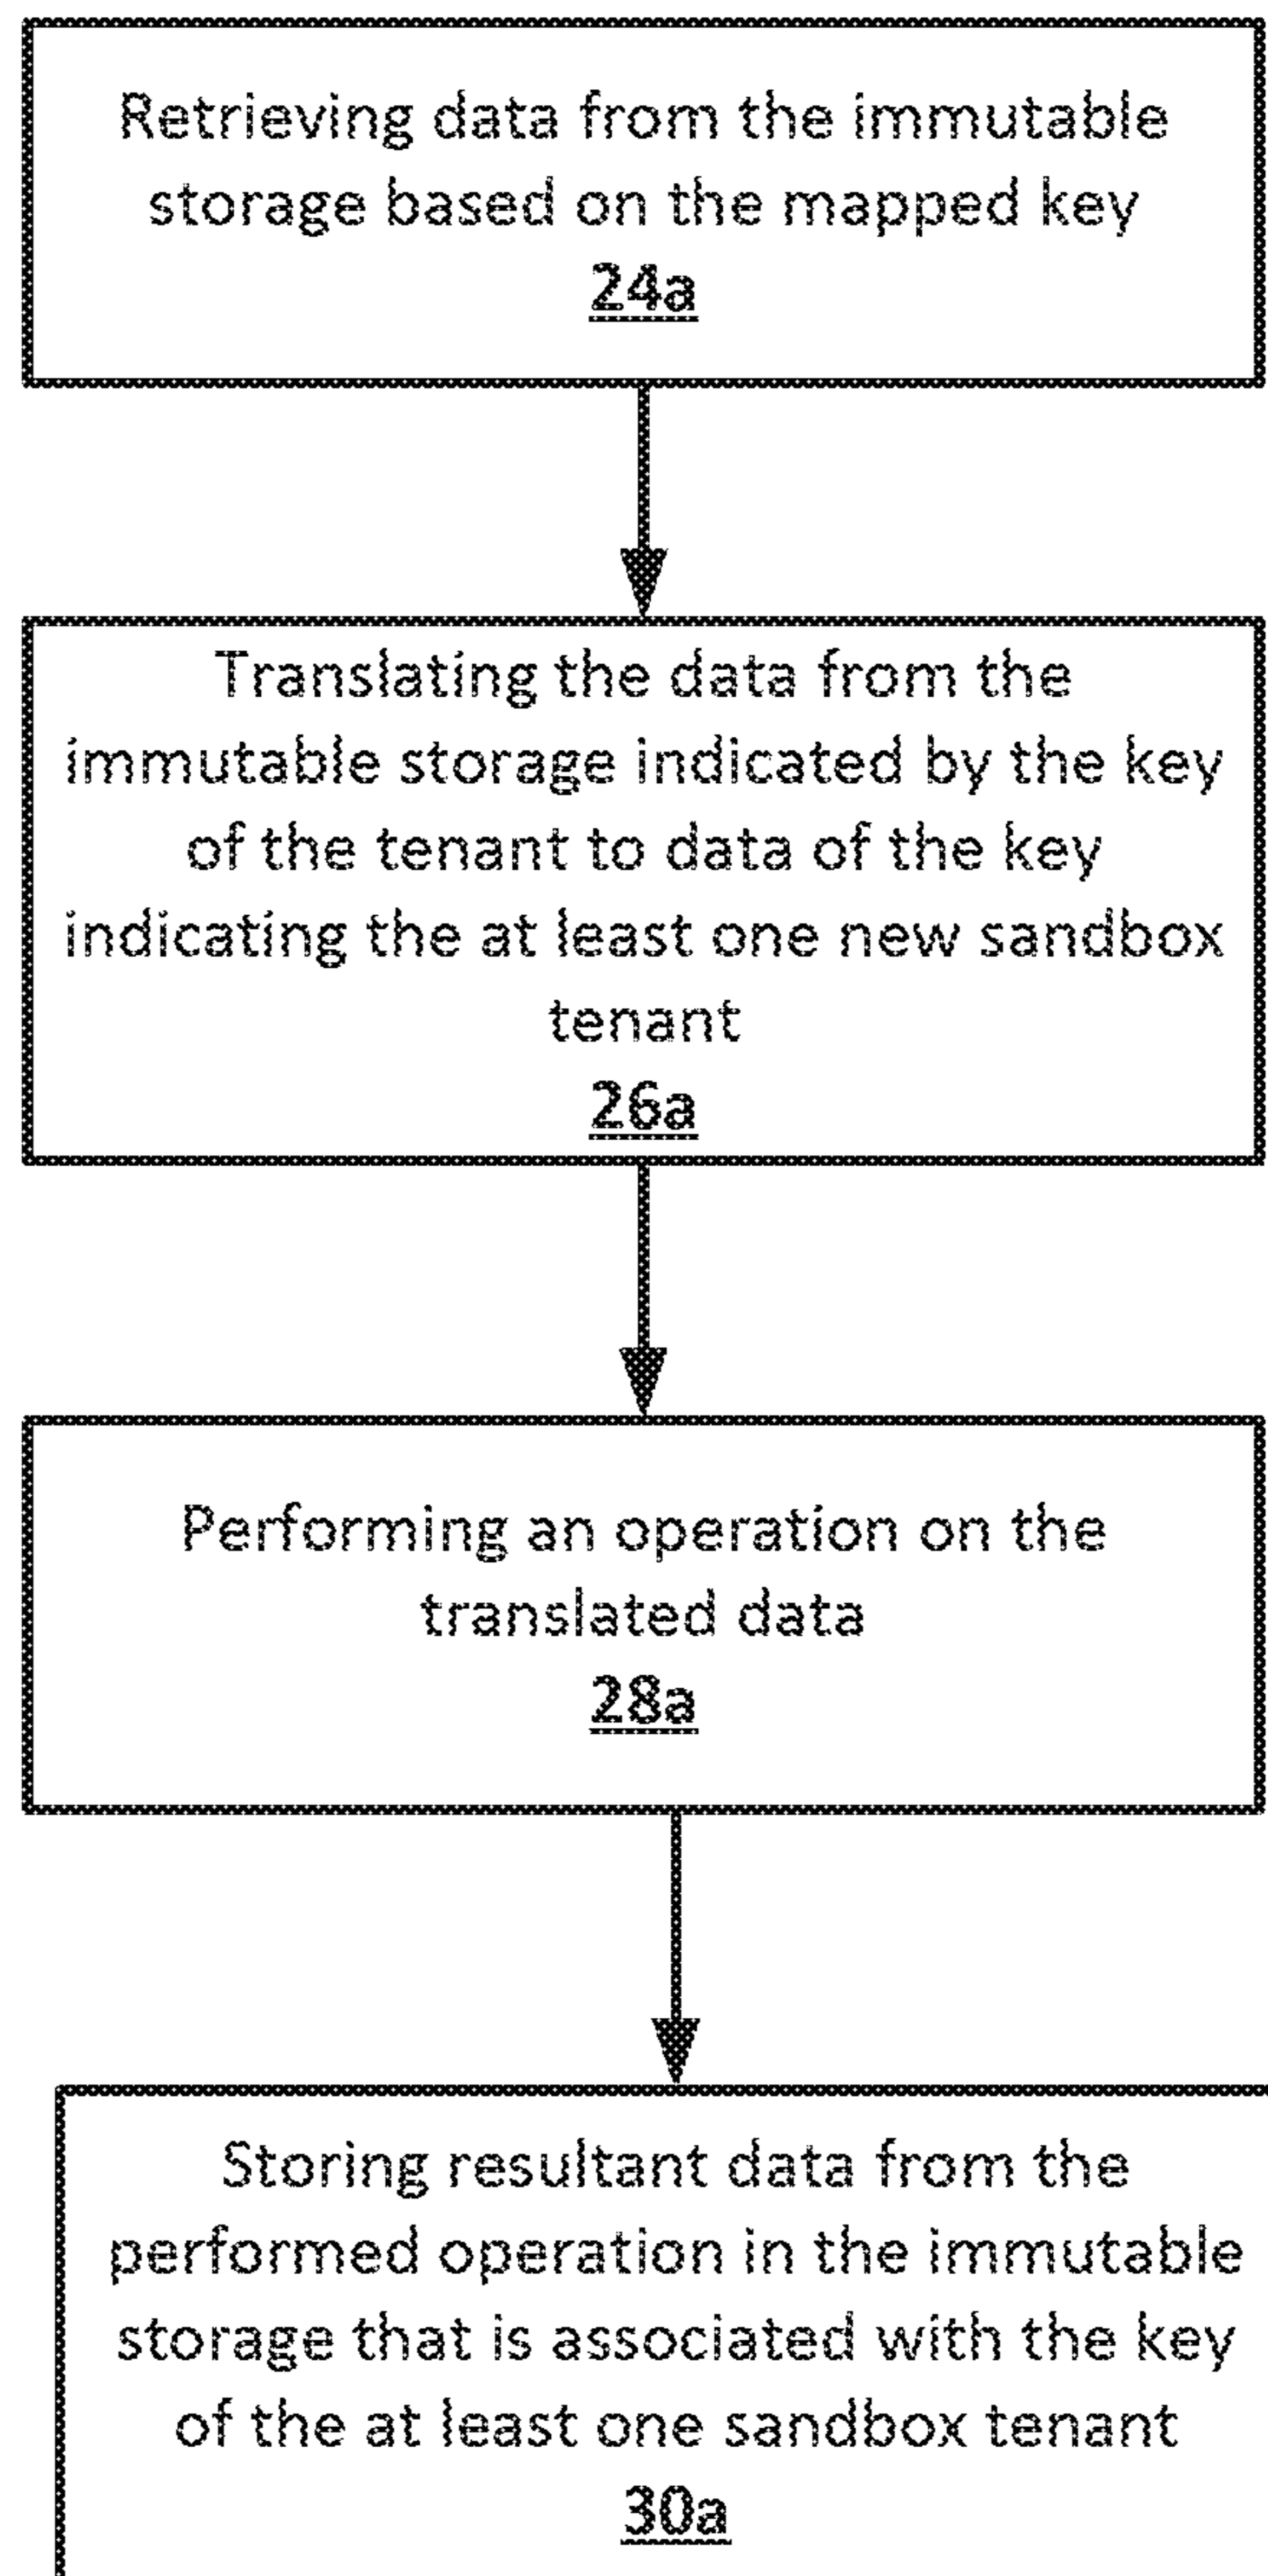 Retrieving data from the immutable
storage based on the mapped key
24a
Translating the data from the
immutable storage indicated by the key
of the tenant to data of the key
indicating the at least one new sandbox
tenant
26a
Performing an operation on the
translated data
28a
Storing resultant data from the
performed operation in the immutable
storage that is associated with the key
of the at least one sandbox tenant
30a